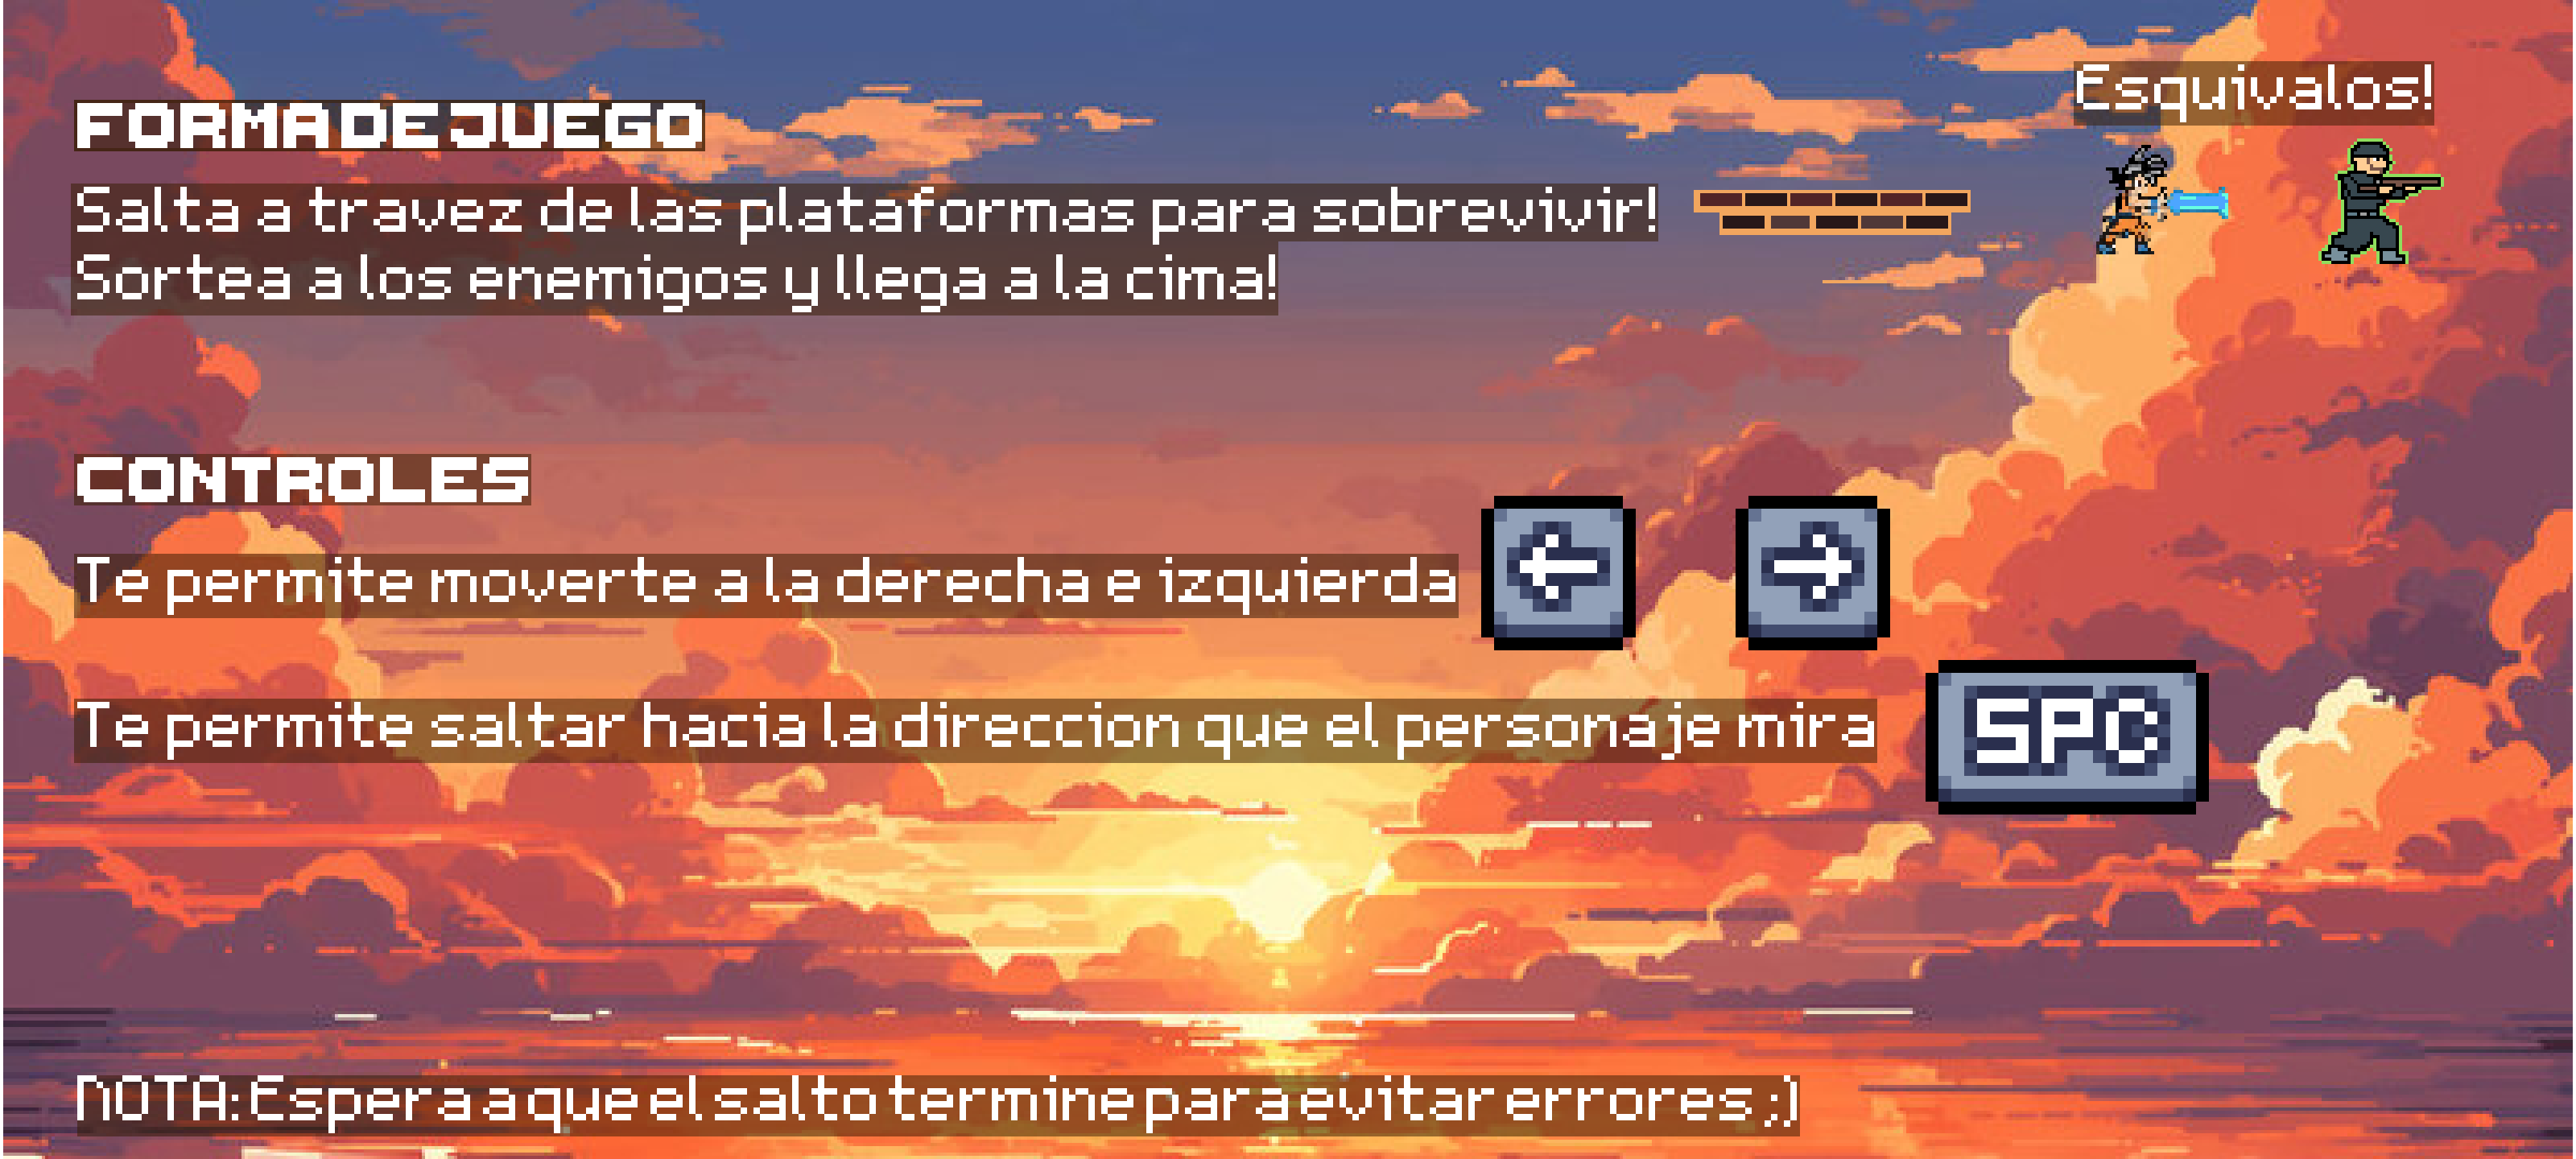 Esquivalos!
FORMA DE JUEGO
Salta a travez de las plataformas para sobrevivir!
Sortea a los enemigos y llega a la cima!
CONTROLES
Te permite moverte a la derecha e izquierda
Te permite saltar hacia la direccion que el personaje mira
SPC
NOTA: Espera a que el salto termine para evitar errores ;)